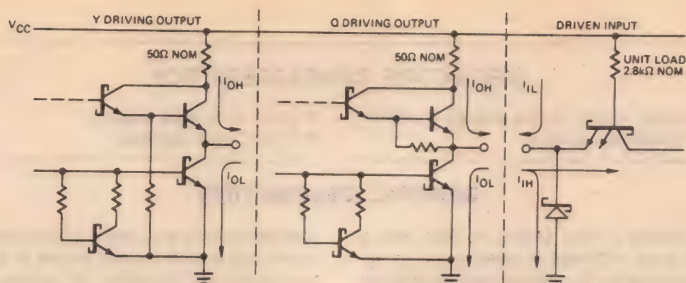 Y DRIVING OUTPUT
Q DRIVING OUTPUT
DRIVEN INPUT
VCC
50Ω NOM
50Ω NOM
UNIT LOAD
2.8kΩ NOM
IOH
IOH
IIL
IOL
IOL
IIH